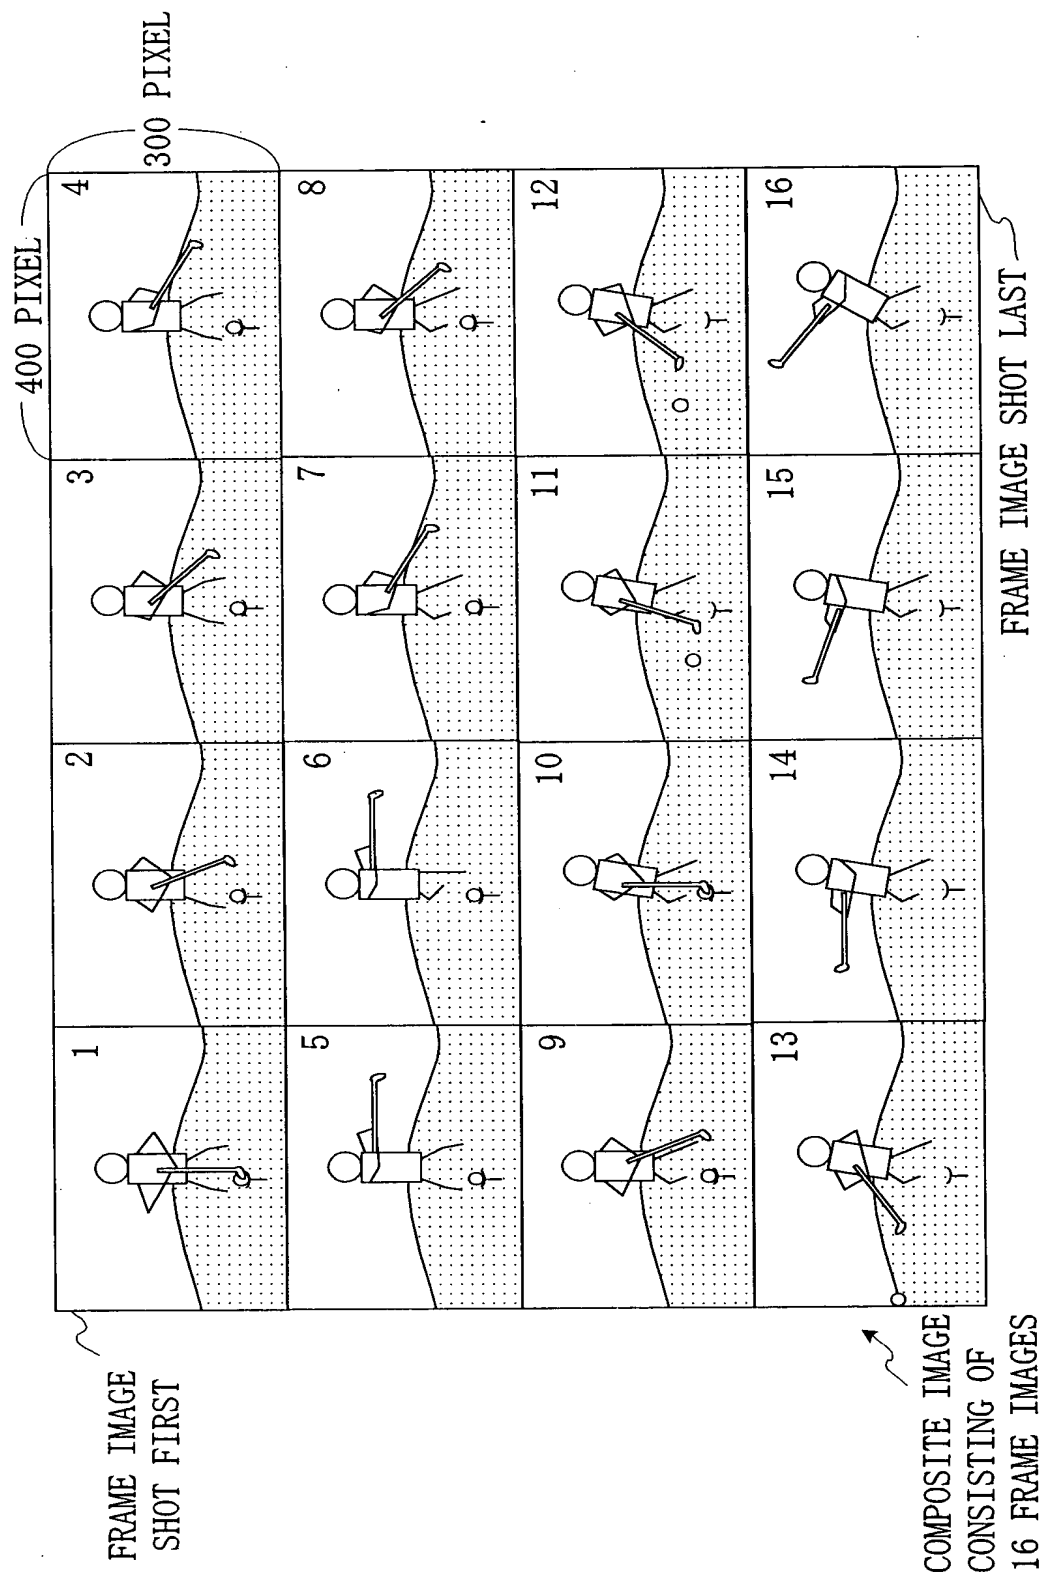 400 PIXEL
300 PIXEL
FRAME IMAGE
SHOT FIRST
1
2
3
4
5
6
7
8
9
10
11
12
13
14
15
16
COMPOSITE IMAGE
CONSISTING OF
16 FRAME IMAGES
FRAME IMAGE SHOT LAST